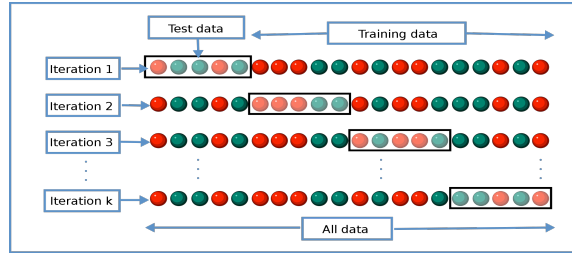 Test data
Training data
Iteration 1
Iteration 2
Iteration 3
Iteration k
All data